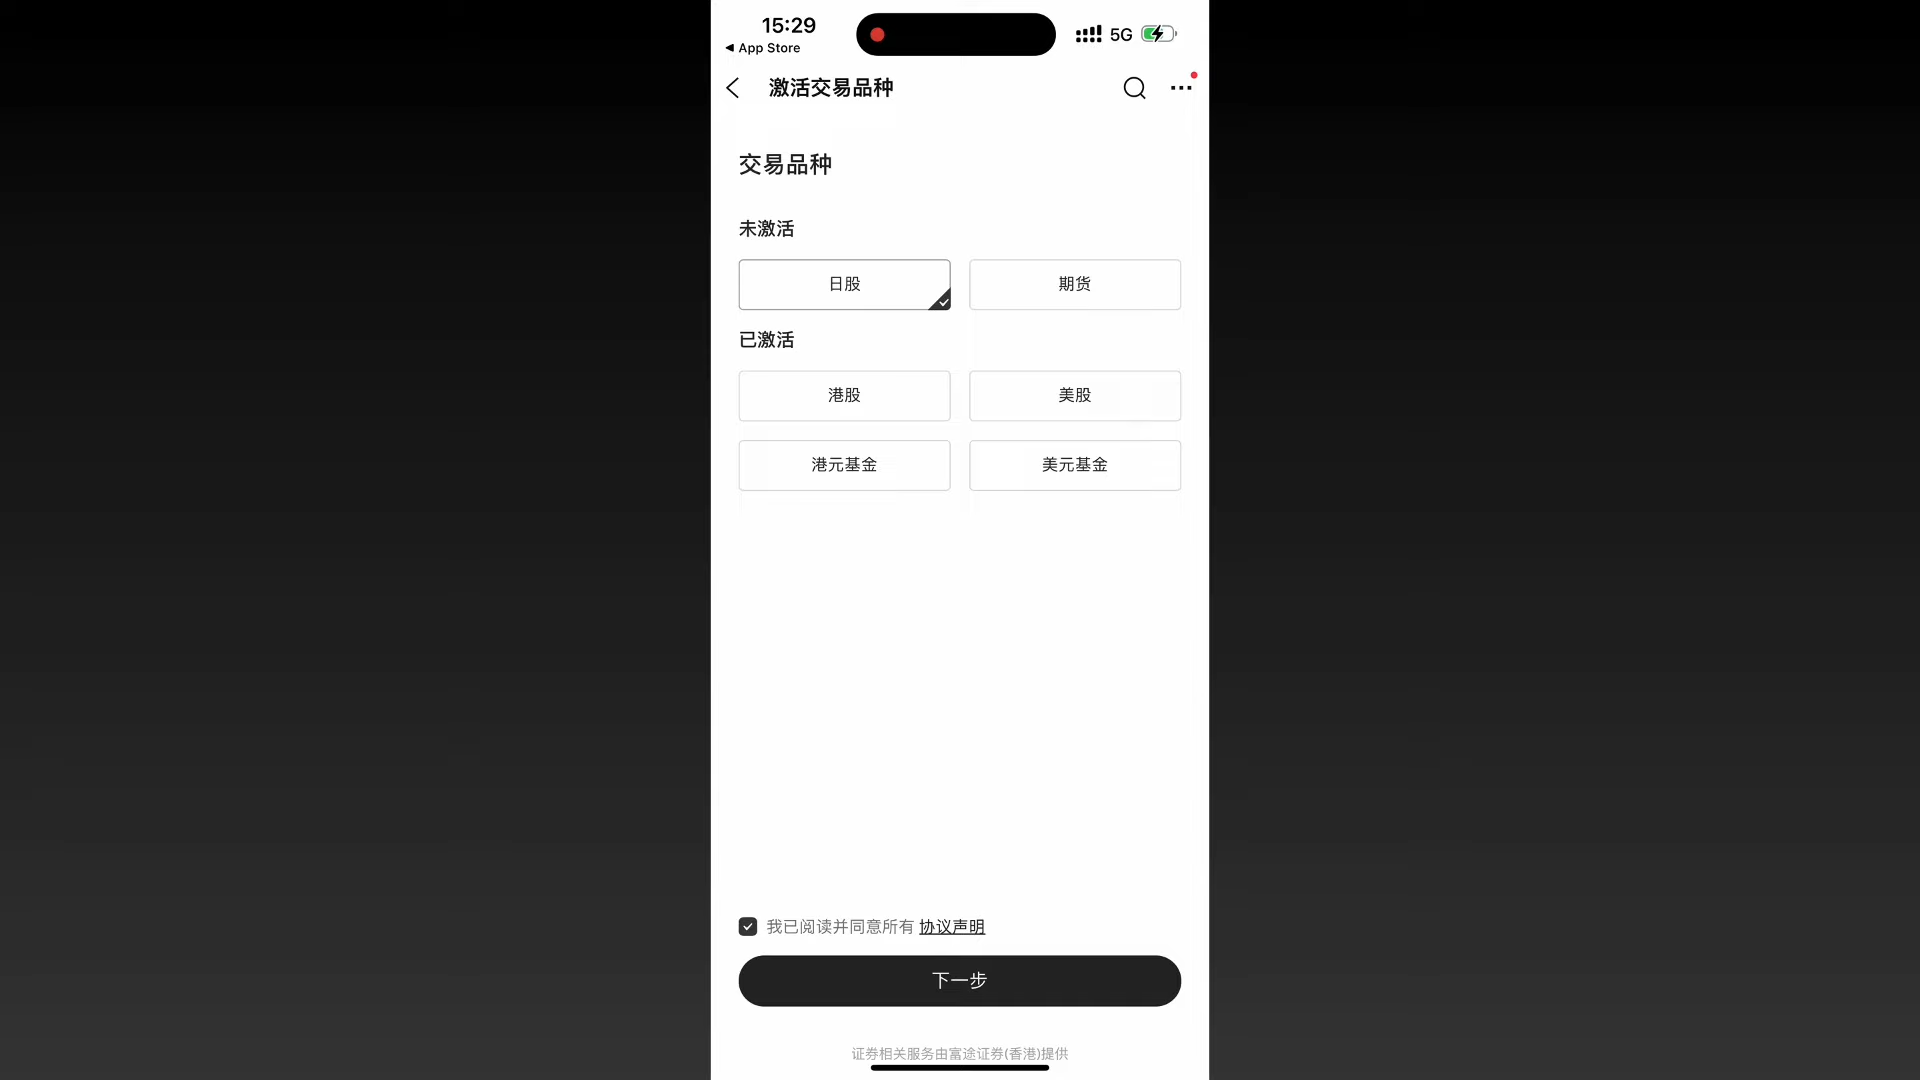 15:29
◀ App Store
5G
激活交易品种
交易品种
未激活
日股
期货
已激活
港股
美股
港元基金
美元基金
我已阅读并同意所有 协议声明
下一步
证券相关服务由富途证券(香港)提供